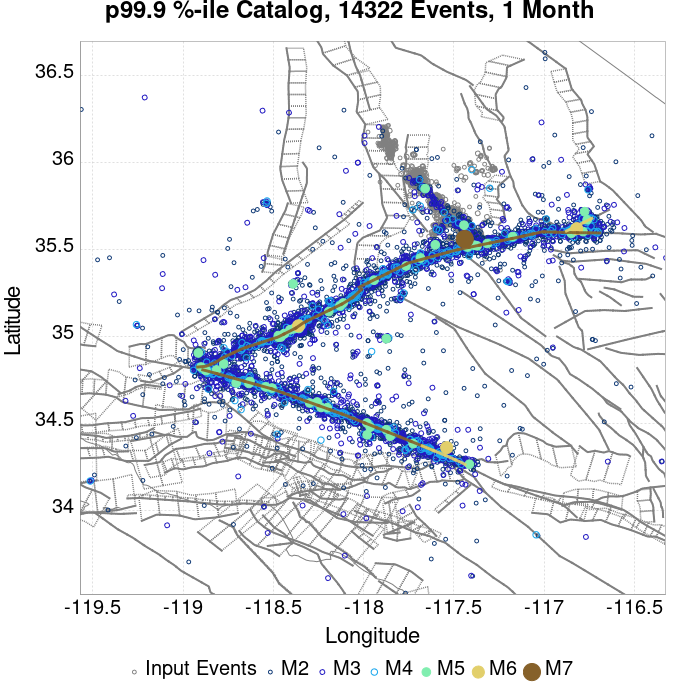 p99.9 %-ile Catalog, 14322 Events, 1 Month
Latitude
36.5
36
35.5
35
34.5
34
-119.5 -119 -118.5 -118 -117.5 -117 -116.5
Longitude
Input Events M2 M3 M4 M5 M6 M7